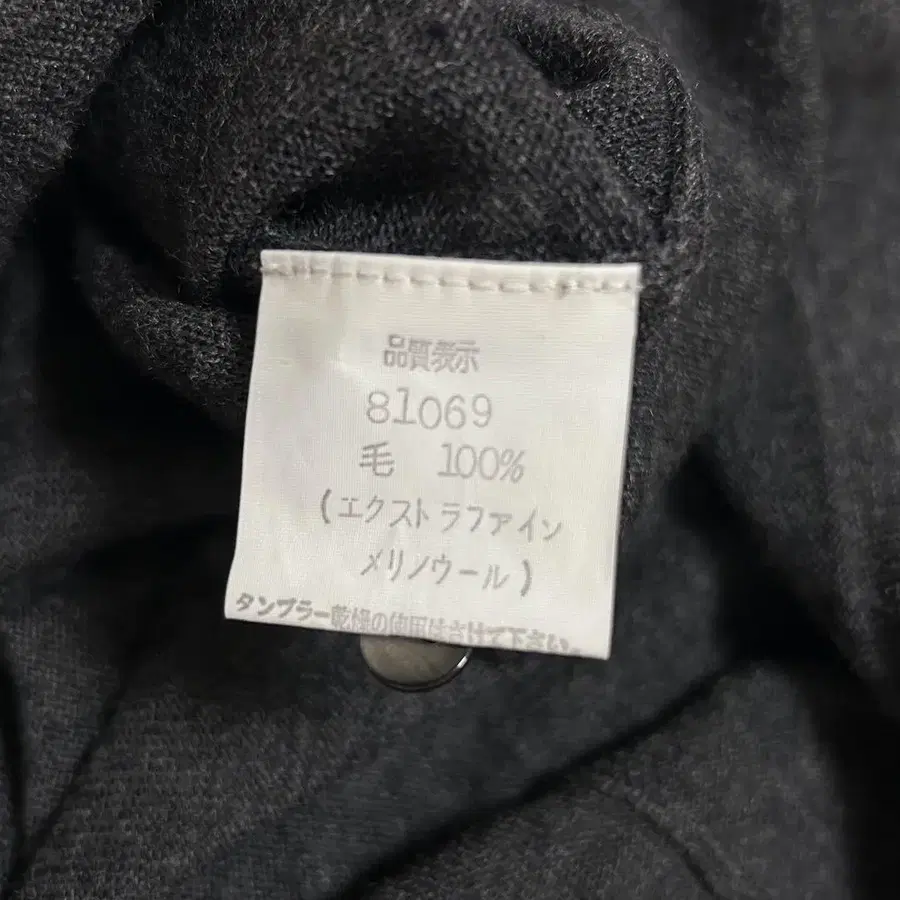 品質表示
81069
毛 100%
(エクストラファイン
メリノウール)
タンブラー乾燥の使用はさけて下さい。